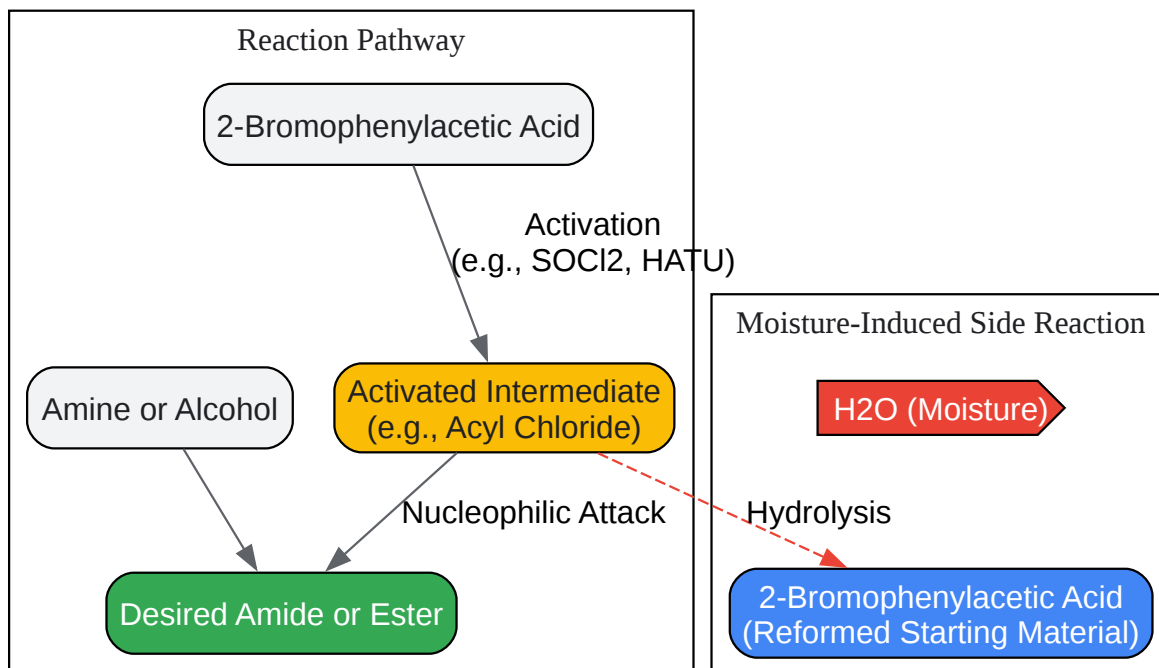 Reaction Pathway
2-Bromophenylacetic Acid
Activation
(e.g., SOCl2, HATU)
Moisture-Induced Side Reaction
Amine or Alcohol
Activated Intermediate
(e.g., Acyl Chloride)
H2O (Moisture)
Nucleophilic Attack
Hydrolysis
Desired Amide or Ester
2-Bromophenylacetic Acid
(Reformed Starting Material)